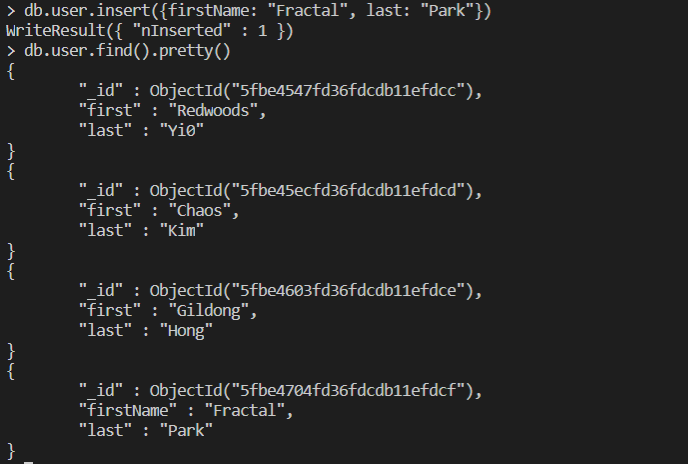 > db.user.insert({firstName: "Fractal", last: "Park"})
WriteResult({ "nInserted" : 1 })
> db.user.find().pretty()
{
        "_id" : ObjectId("5fbe4547fd36fdcdb11efdcc"),
        "first" : "Redwoods",
        "last" : "Yi0"
}
{
        "_id" : ObjectId("5fbe45ecfd36fdcdb11efdcd"),
        "first" : "Chaos",
        "last" : "Kim"
}
{
        "_id" : ObjectId("5fbe4603fd36fdcdb11efdce"),
        "first" : "Gildong",
        "last" : "Hong"
}
{
        "_id" : ObjectId("5fbe4704fd36fdcdb11efdcf"),
        "firstName" : "Fractal",
        "last" : "Park"
}